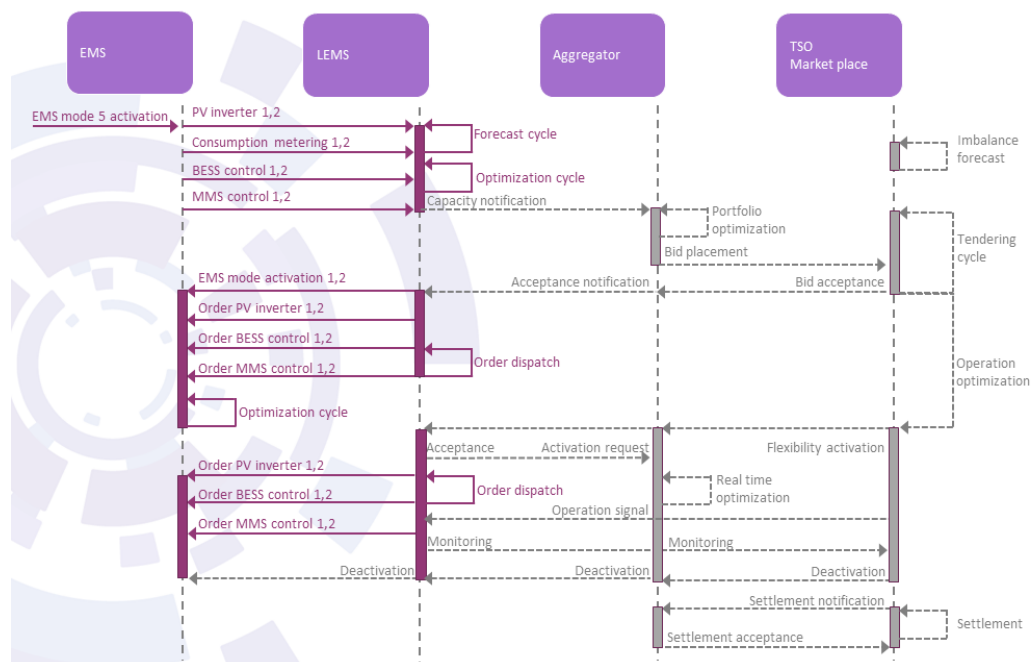 EMS
LEMS
Aggregator
TSO
Market place
EMS mode 5 activation
PV inverter 1,2
Forecast cycle
Consumption metering 1,2
Imbalance
forecast
BESS control 1,2
Optimization cycle
MMS control 1,2
Capacity notification
Portfolio
optimization
Tendering
cycle
Bid placement
EMS mode activation 1,2
Acceptance notification
Bid acceptance
Order PV inverter 1,2
Order BESS control 1,2
Order dispatch
Order MMS control 1,2
Operation
optimization
Optimization cycle
Acceptance
Activation request
Flexibility activation
Order PV inverter 1,2
Order dispatch
Real time
optimization
Order BESS control 1,2
Operation signal
Order MMS control 1,2
Monitoring
Monitoring
Deactivation
Deactivation
Deactivation
Settlement notification
Settlement
Settlement acceptance